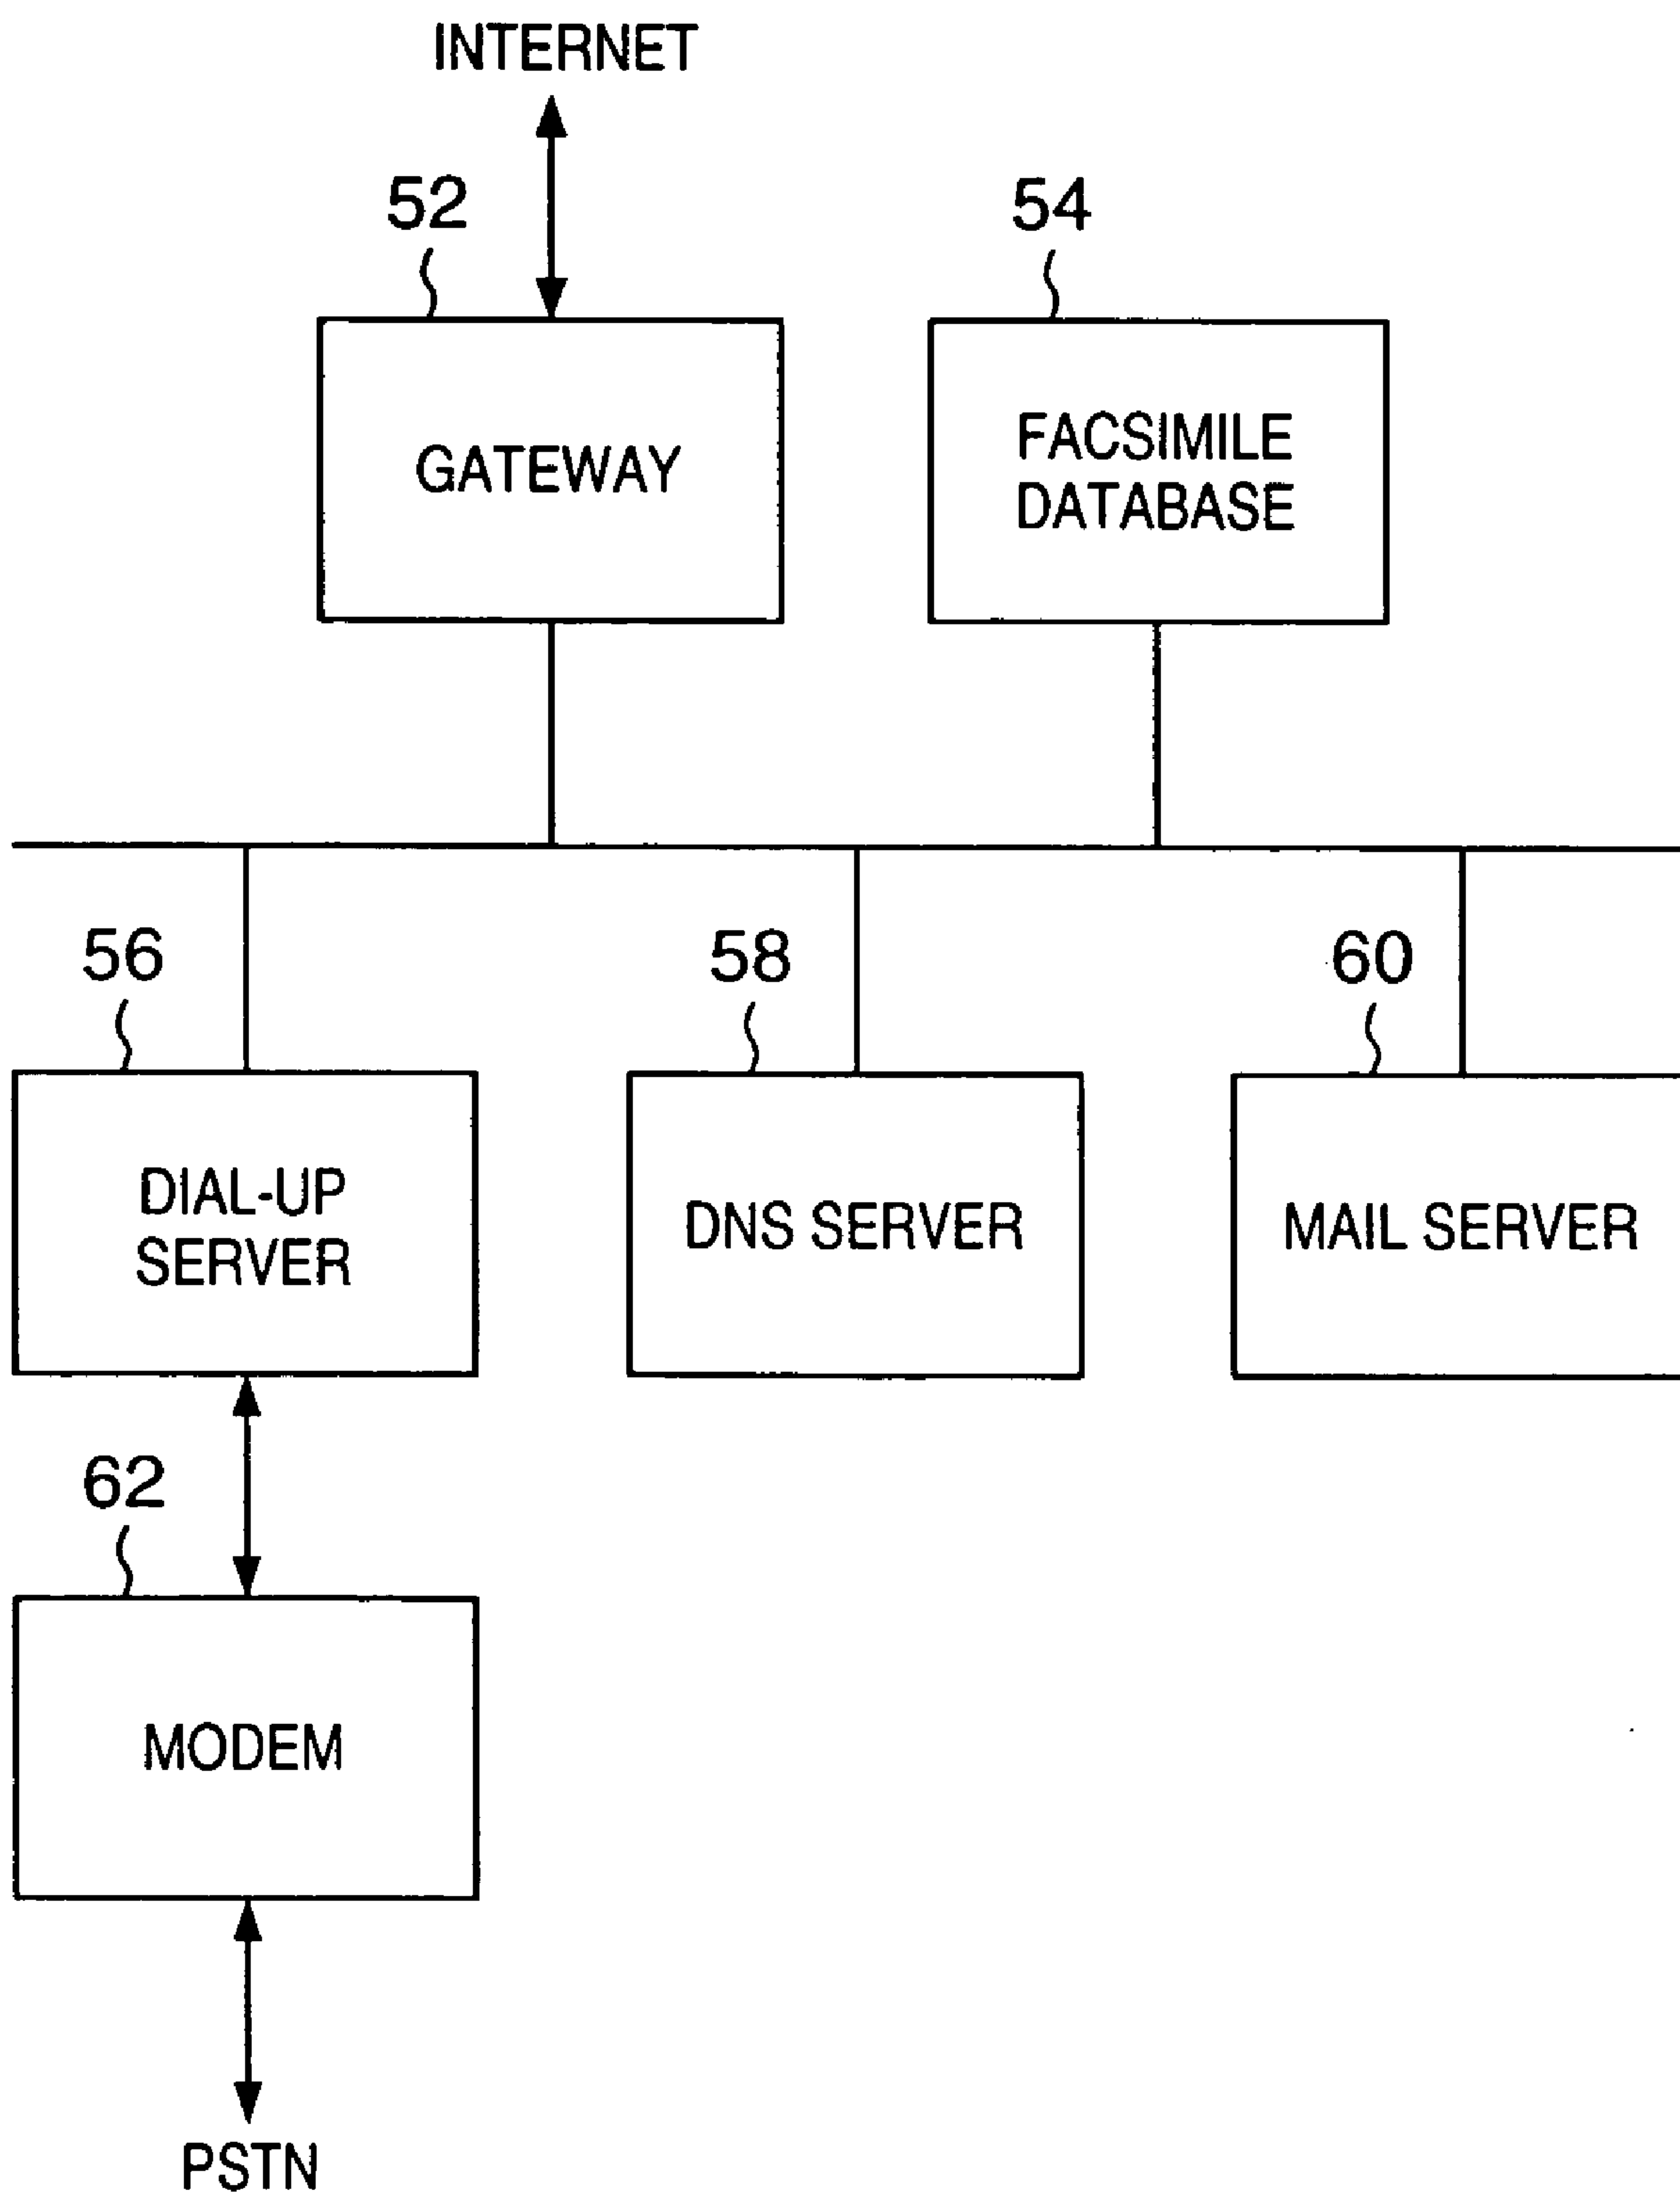 INTERNET
52
54
GATEWAY
FACSIMILE
DATABASE
56
58
60
DIAL-UP
SERVER
DNS SERVER
MAIL SERVER
62
MODEM
PSTN